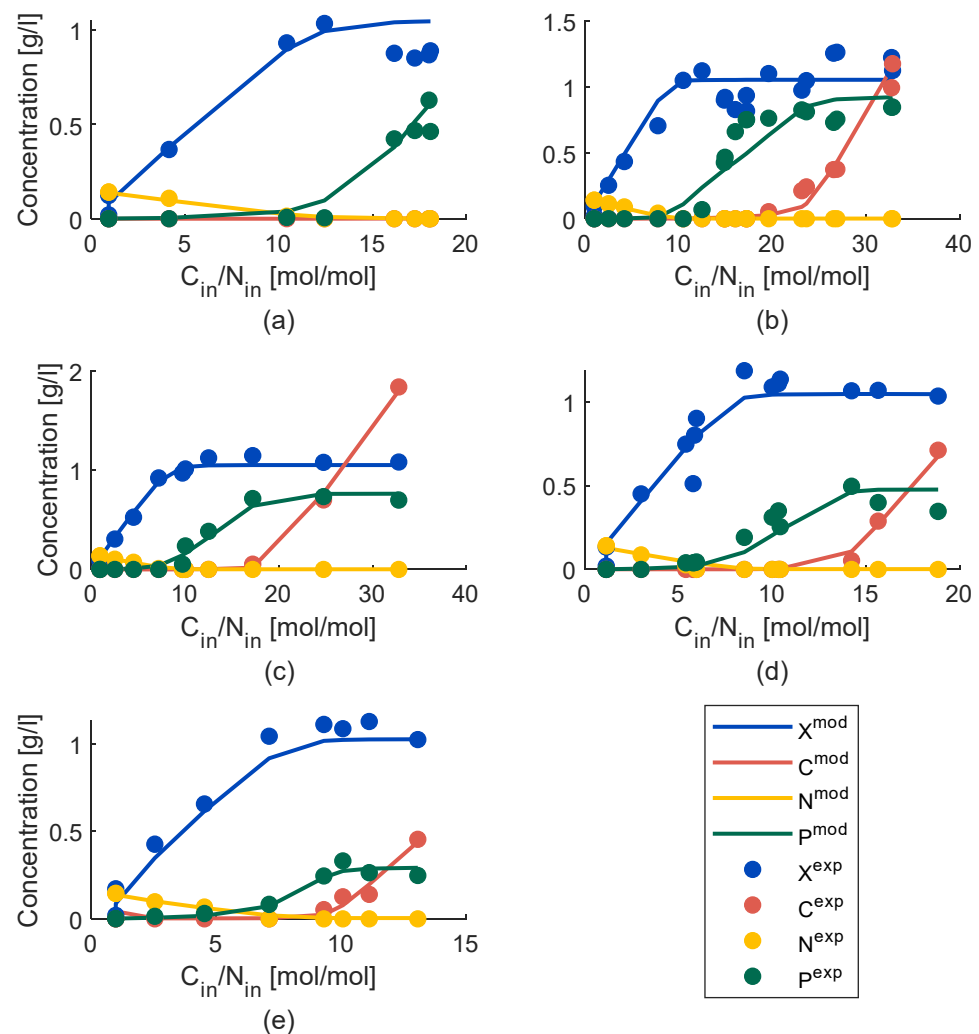 Concentration [g/l]
1
0.5
0
0 5 10 15 20
C_in/N_in [mol/mol]
(a)
1.5
1
0.5
0
0 10 20 30 40
C_in/N_in [mol/mol]
(b)
Concentration [g/l]
2
1
0
0 10 20 30 40
C_in/N_in [mol/mol]
(c)
1
0.5
0
0 5 10 15 20
C_in/N_in [mol/mol]
(d)
Concentration [g/l]
1
0.5
0
0 5 10 15
C_in/N_in [mol/mol]
(e)
X^mod
C^mod
N^mod
P^mod
X^exp
C^exp
N^exp
P^exp